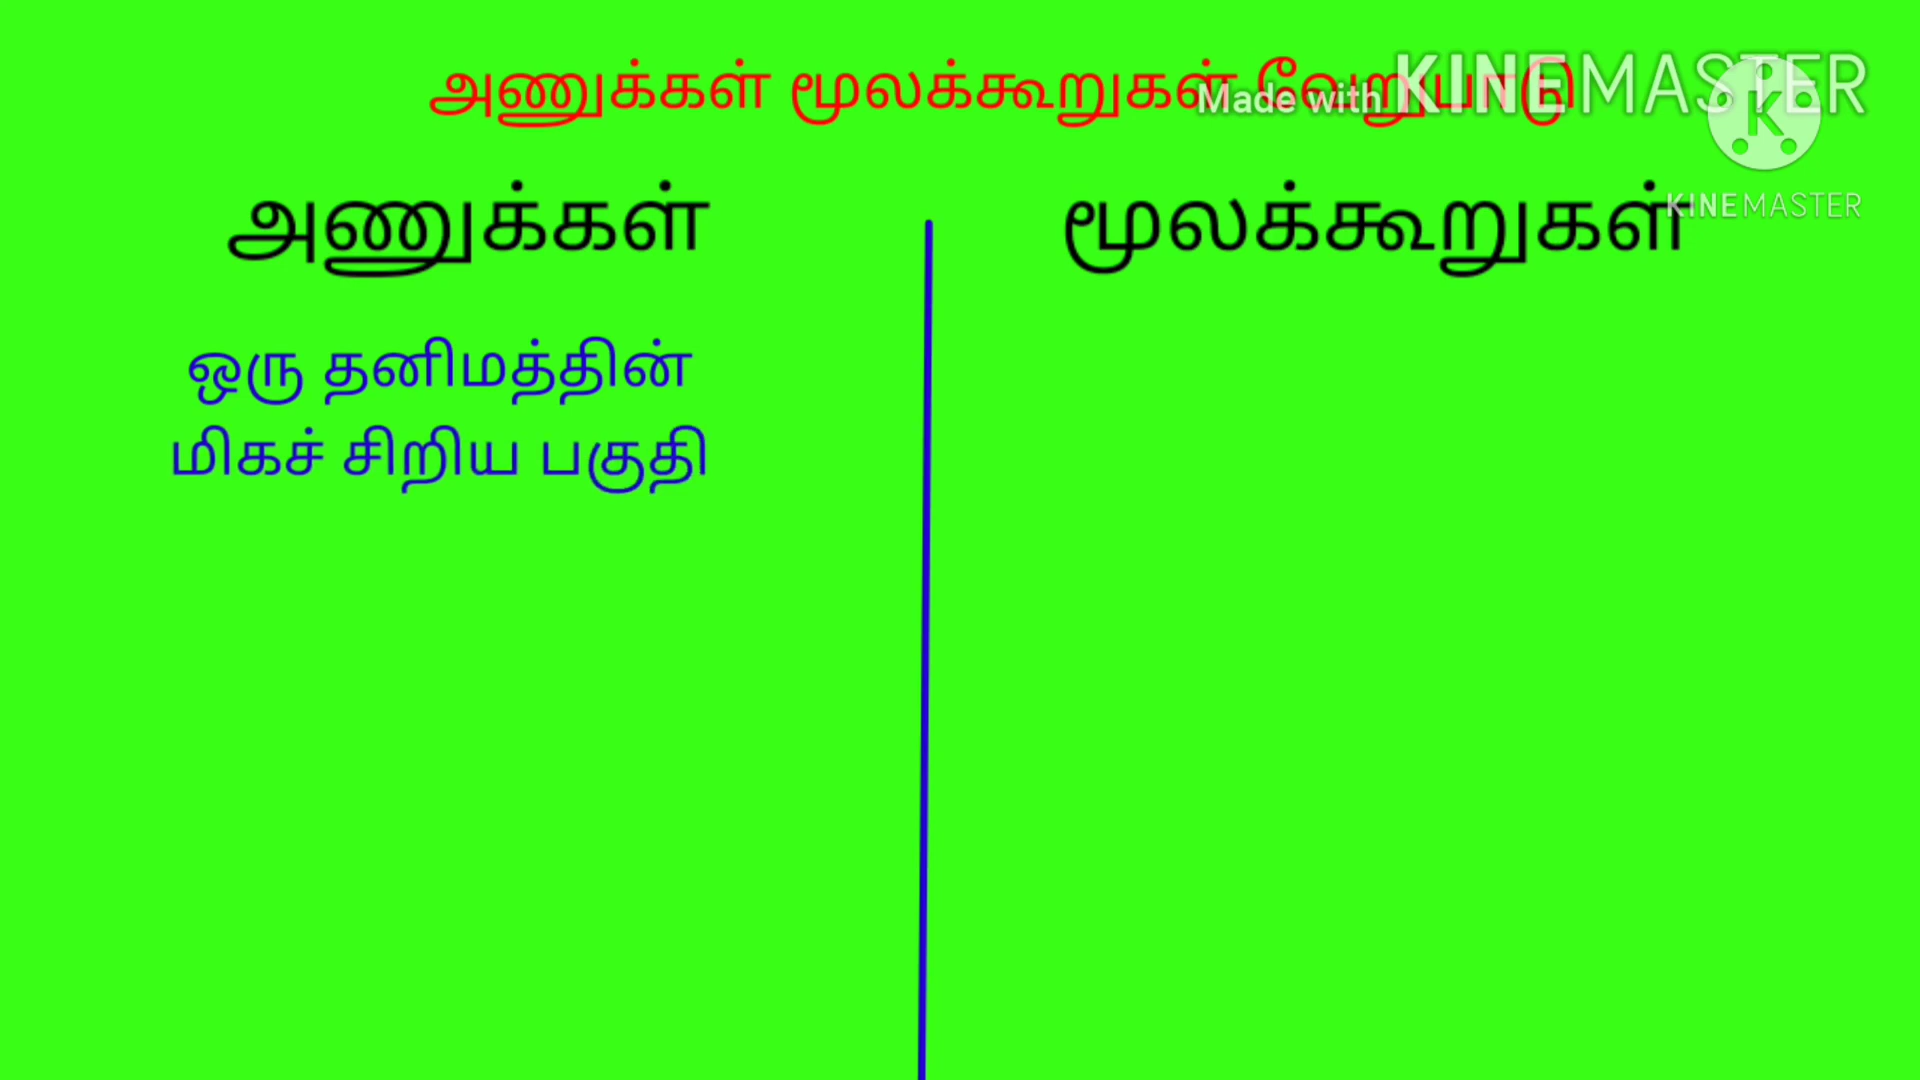 அணுக்கள் மூலக்கூறுகள் வேறுபாடு
Made with KINEMASTER
KINEMASTER
அணுக்கள்
மூலக்கூறுகள்
ஒரு தனிமத்தின்
மிகச் சிறிய பகுதி